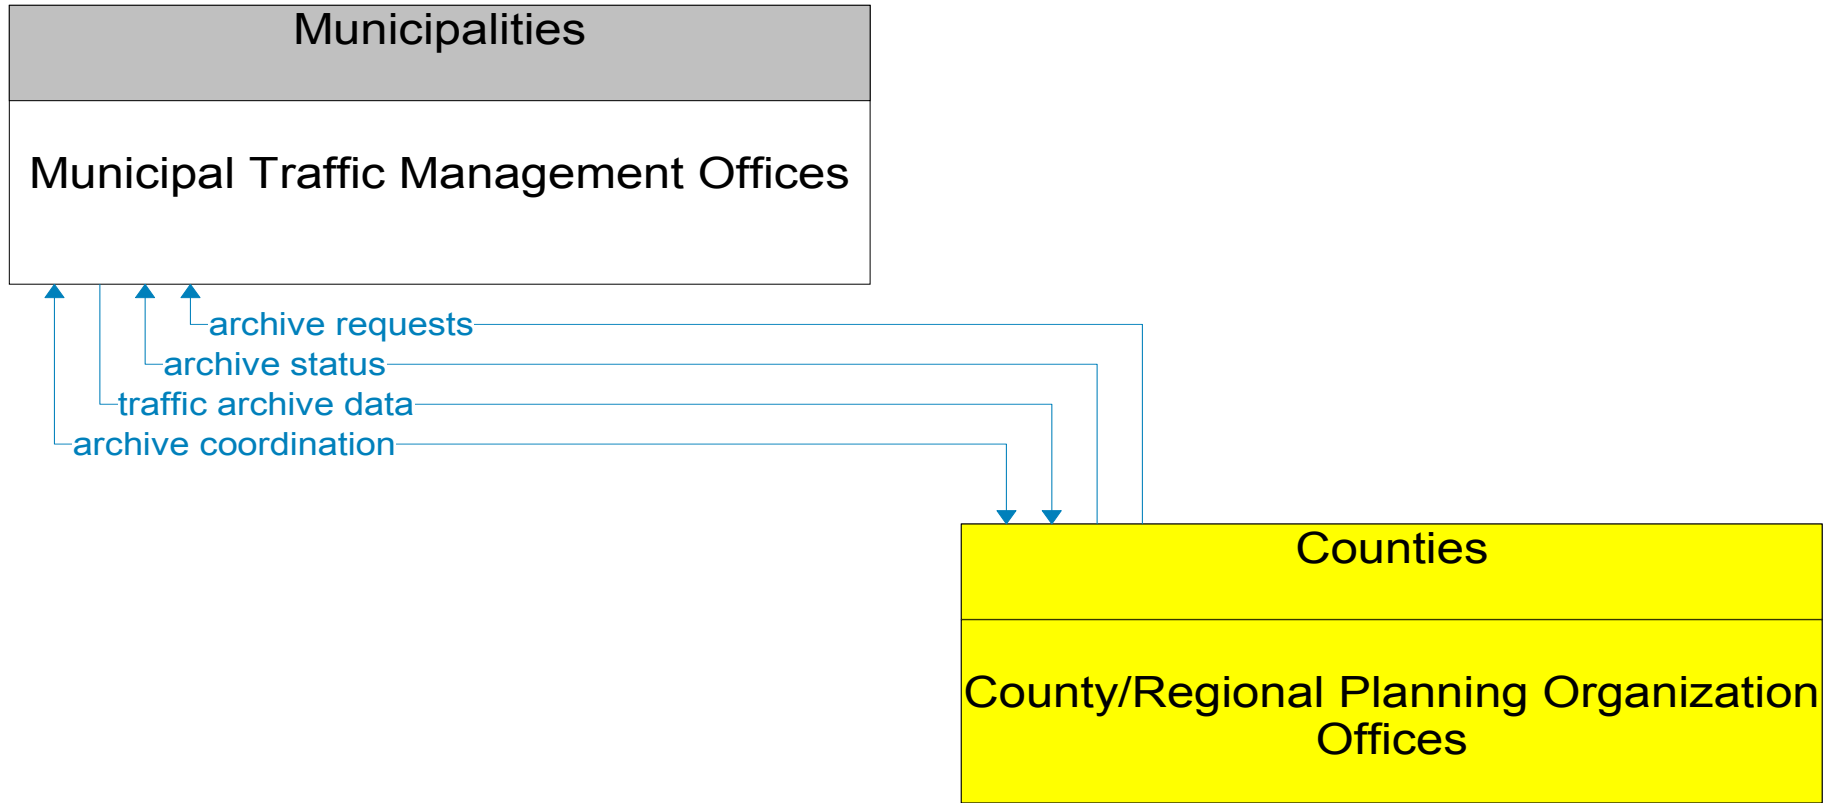 Municipalities
Municipal Traffic Management Offices
archive requests
archive status
traffic archive data
archive coordination
Counties
County/Regional Planning Organization
Offices